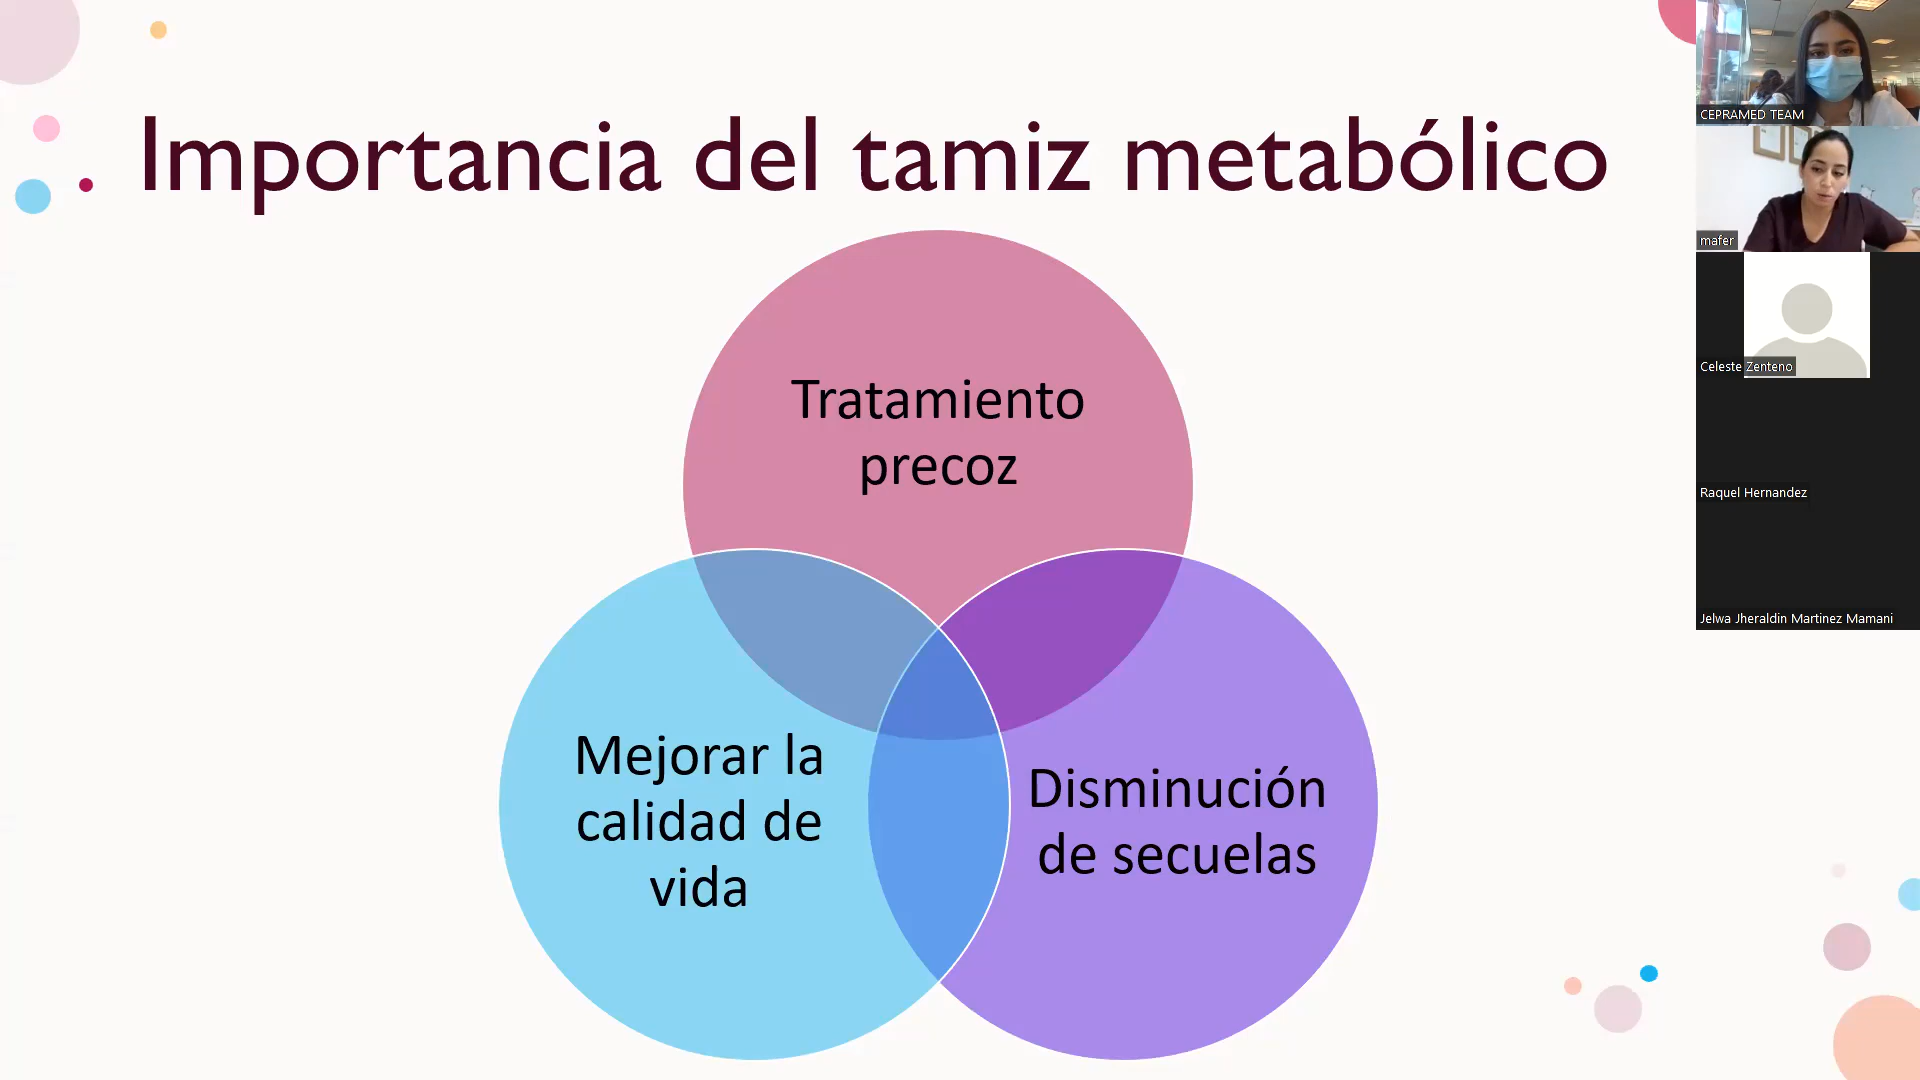 Importancia del tamiz metabólico
Tratamiento
precoz
Mejorar la
calidad de
vida
Disminución
de secuelas
CEPRAMED TEAM
mafer
Celeste Zenteno
Raquel Hernandez
Jelwa Jheraldin Martinez Mamani